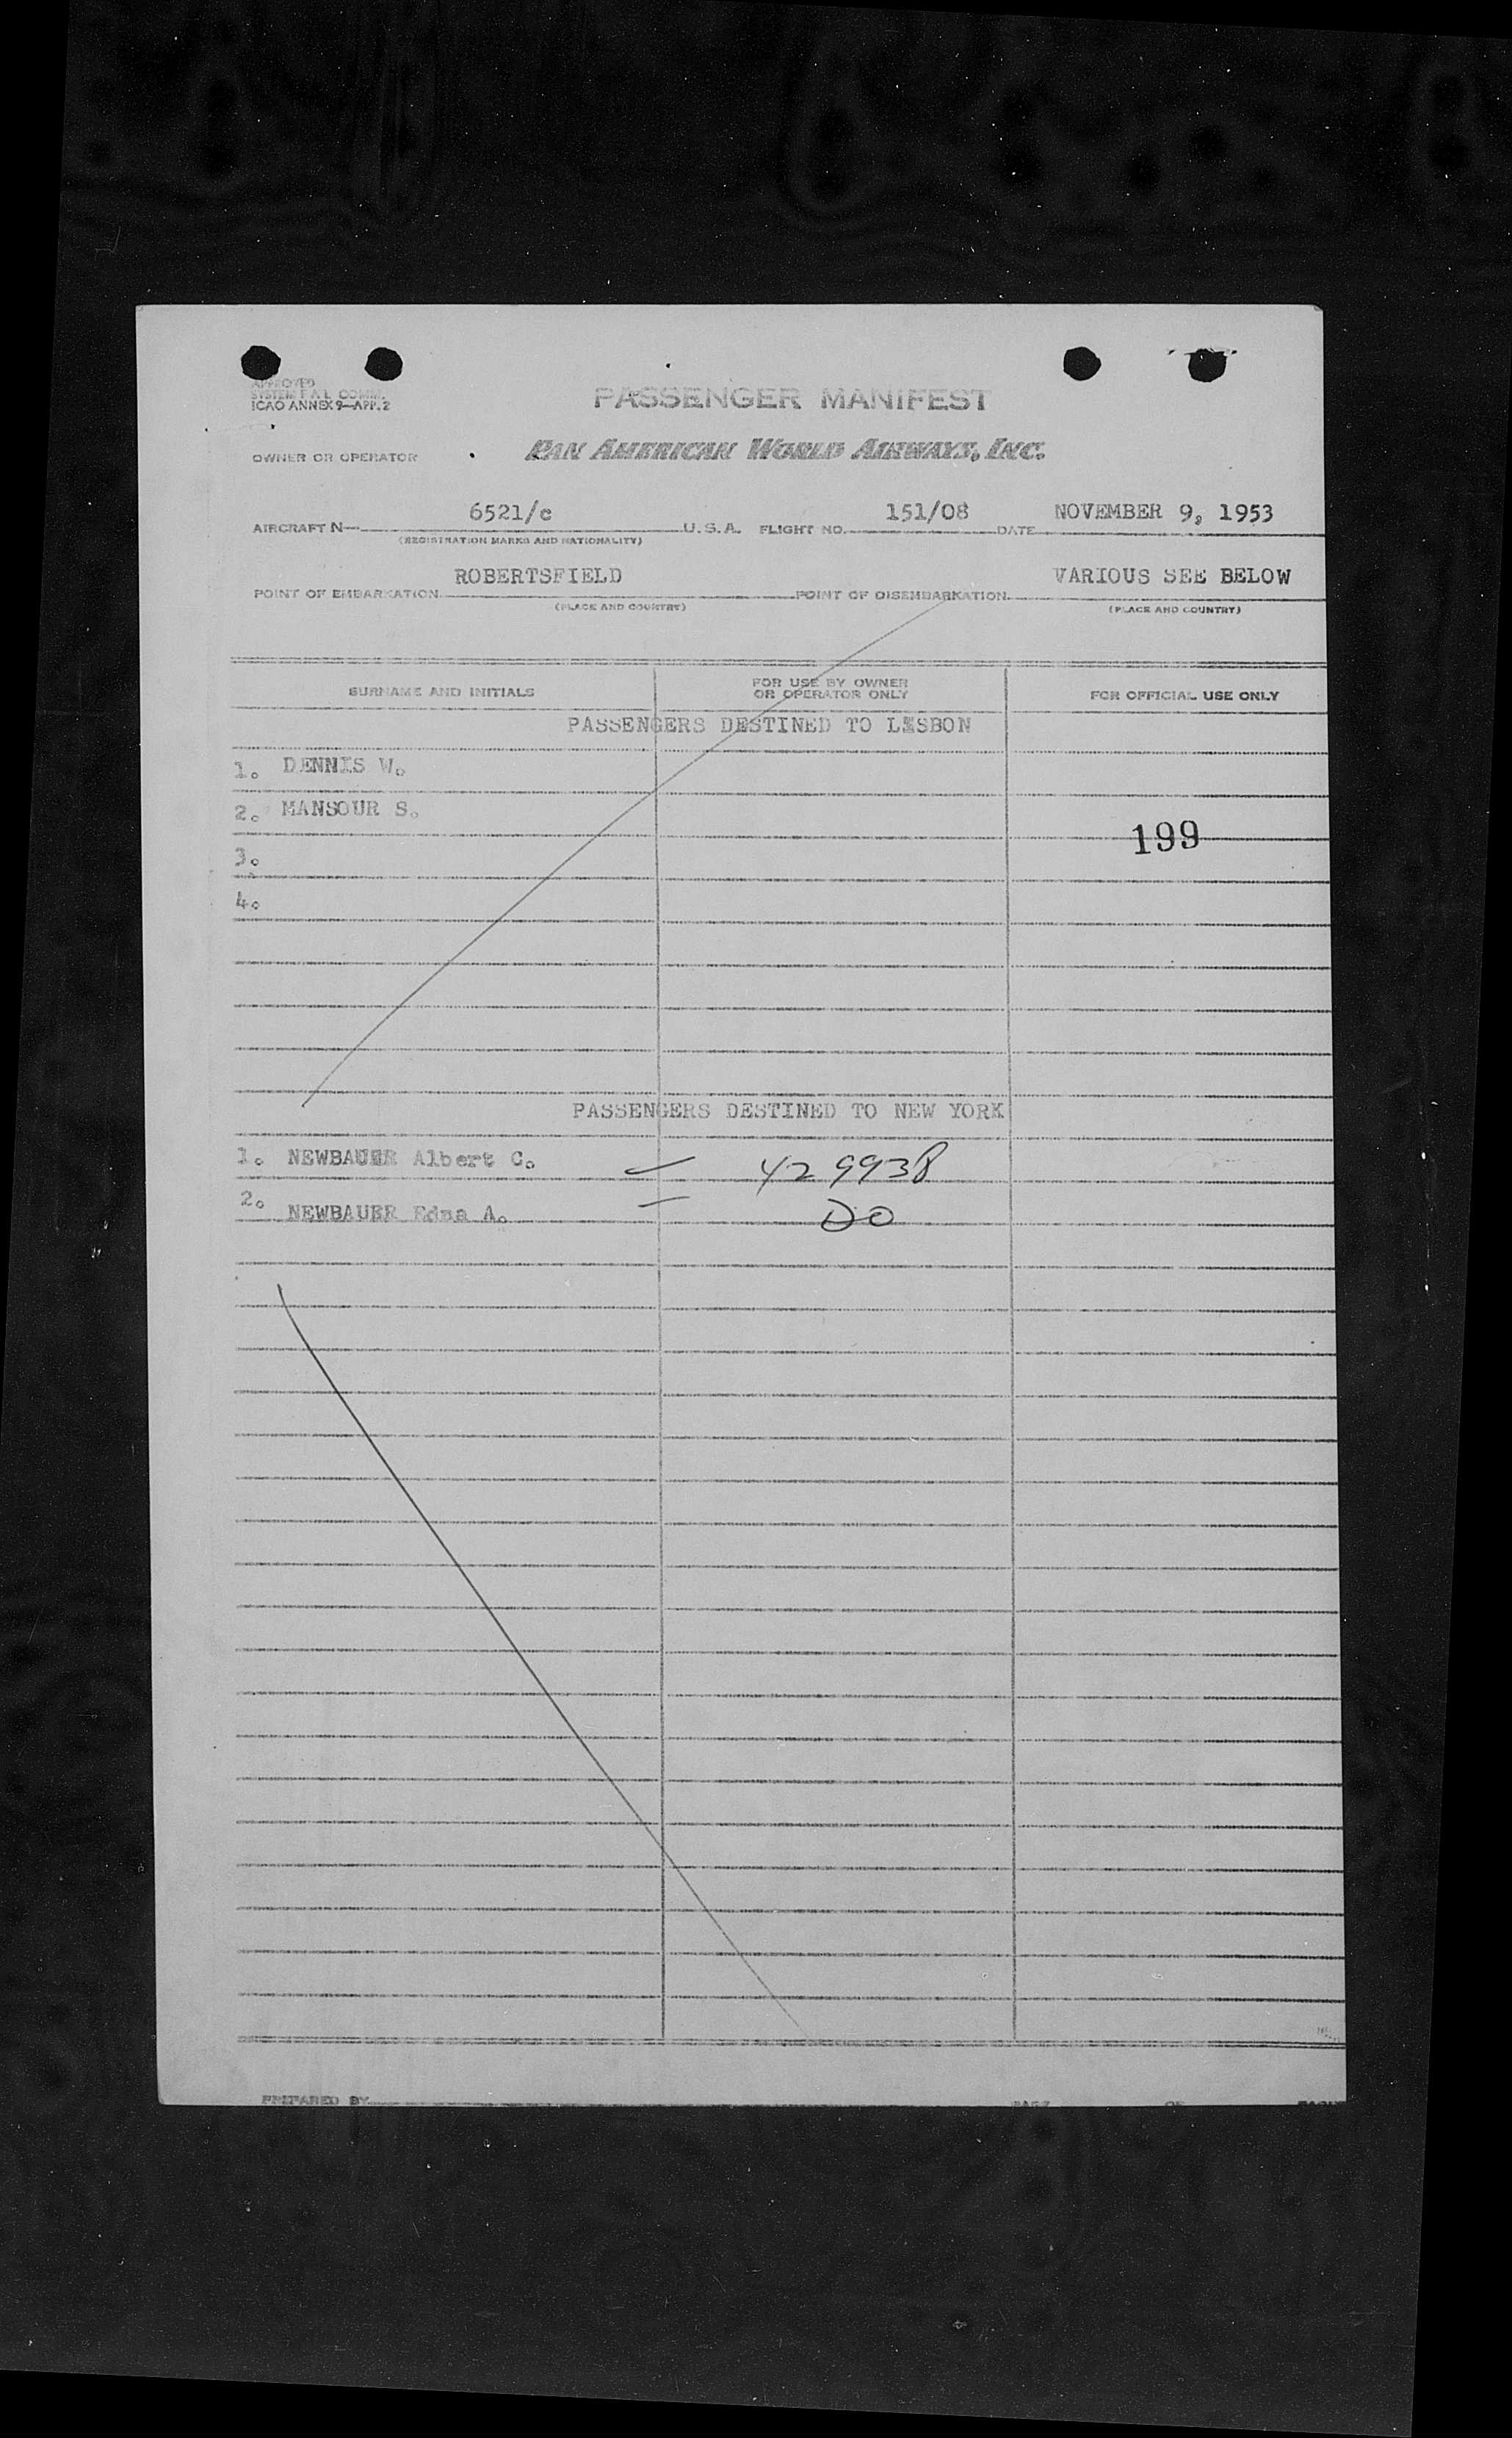 APPROVED
SYSTEM F A L COMM.
ICAO ANNEX 9—APP. 2
PASSENGER MANIFEST
OWNER OR OPERATOR PAN AMERICAN WORLD AIRWAYS, INC.
AIRCRAFT N— 6521/c U. S. A. FLIGHT NO. 151/08 DATE NOVEMBER 9, 1953
(REGISTRATION MARKS AND NATIONALITY)
POINT OF EMBARKATION ROBERTSFIELD POINT OF DISEMBARKATION VARIOUS SEE BELOW
(PLACE AND COUNTRY) (PLACE AND COUNTRY)
SURNAME AND INITIALS FOR USE BY OWNER OR OPERATOR ONLY FOR OFFICIAL USE ONLY
PASSENGERS DESTINED TO LISBON
1. DENNIS W.
2. MANSOUR S.
199
3.
4.
PASSENGERS DESTINED TO NEW YORK
1. NEWBAUER Albert C. 429938
2. NEWBAUER Edna A. DO
PREPARED BY PAGE OF